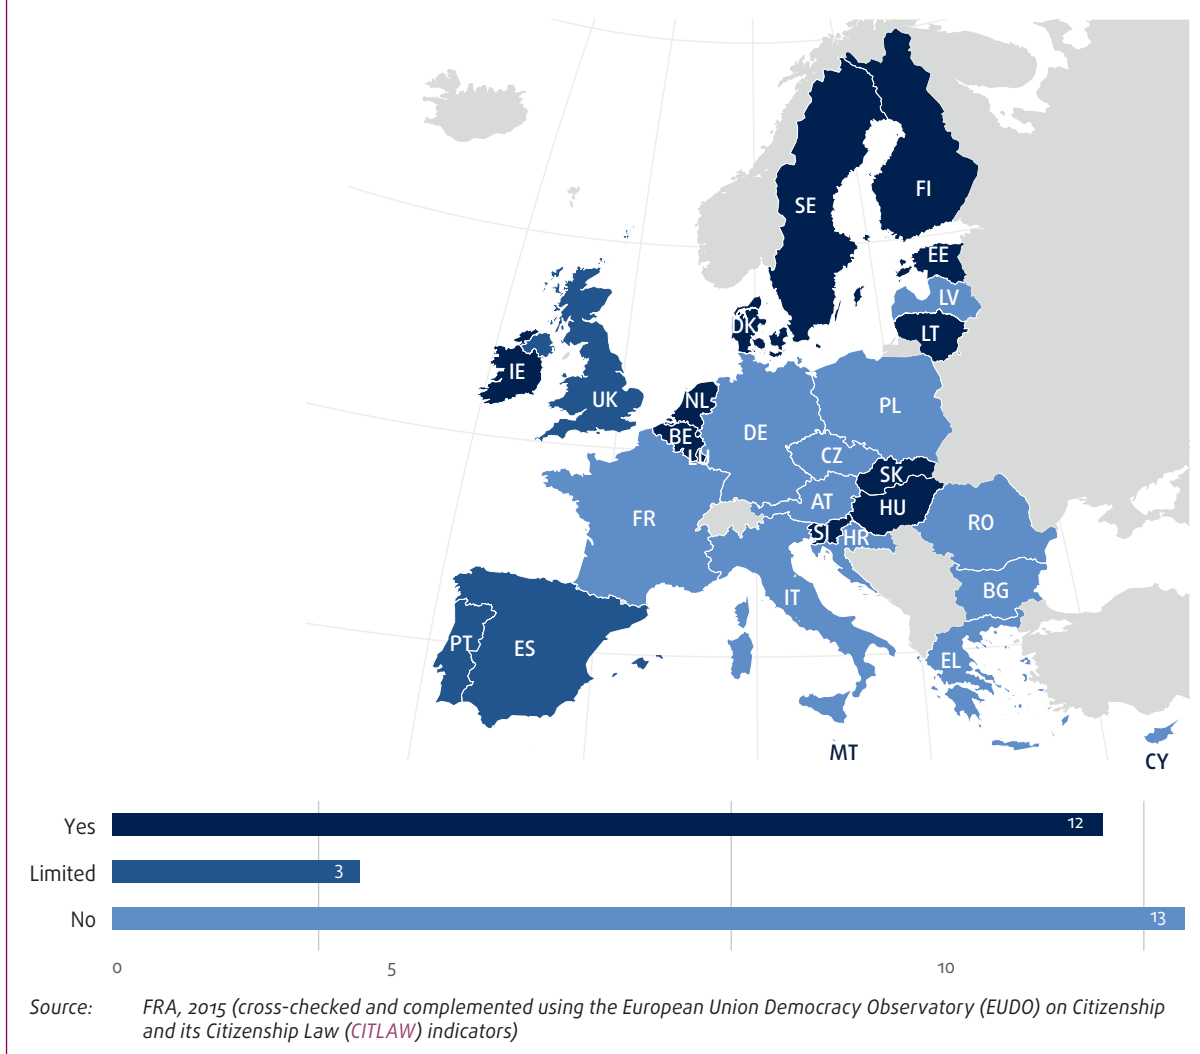 FI
SE
EE
LV
DK
LT
IE
UK
NL
PL
BE
DE
LU
CZ
SK
AT
HU
FR
SI
HR
RO
IT
BG
PT
ES
EL
MT
CY
Yes 12
Limited 3
No 13
0 5 10
Source: FRA, 2015 (cross-checked and complemented using the European Union Democracy Observatory (EUDO) on Citizenship
and its Citizenship Law (CITLAW) indicators)